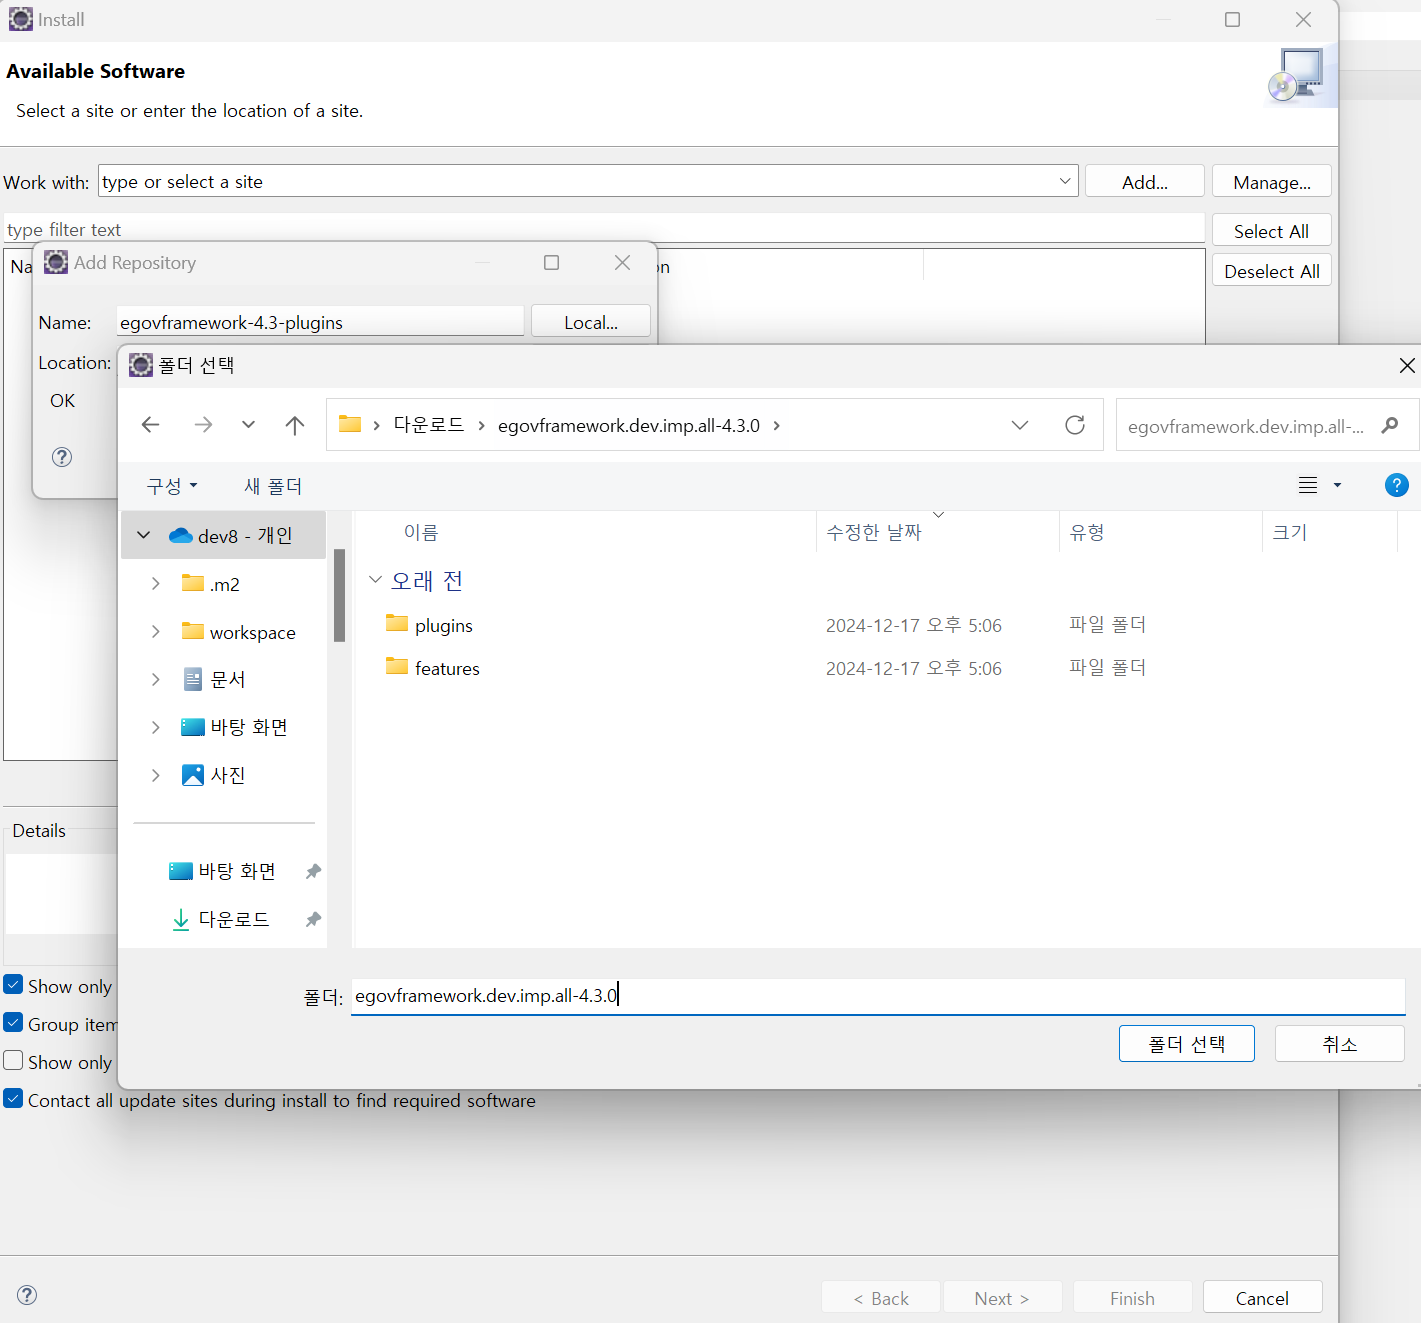 Install
Available Software
Select a site or enter the location of a site.
Work with: type or select a site Add... Manage...
type filter text
Select All
Deselect All
Add Repository
Name: egovframework-4.3-plugins Local...
Location:
OK
폴더 선택
다운로드 > egovframework.dev.imp.all-4.3.0 >
egovframework.dev.imp.all-...
구성 새 폴더
dev8 - 개인
.m2
workspace
문서
바탕 화면
사진
바탕 화면
다운로드
이름 수정한 날짜 유형 크기
오래 전
plugins 2024-12-17 오후 5:06 파일 폴더
features 2024-12-17 오후 5:06 파일 폴더
폴더: egovframework.dev.imp.all-4.3.0
폴더 선택 취소
Details
Show only
Group item
Show only
Contact all update sites during install to find required software
< Back Next > Finish Cancel